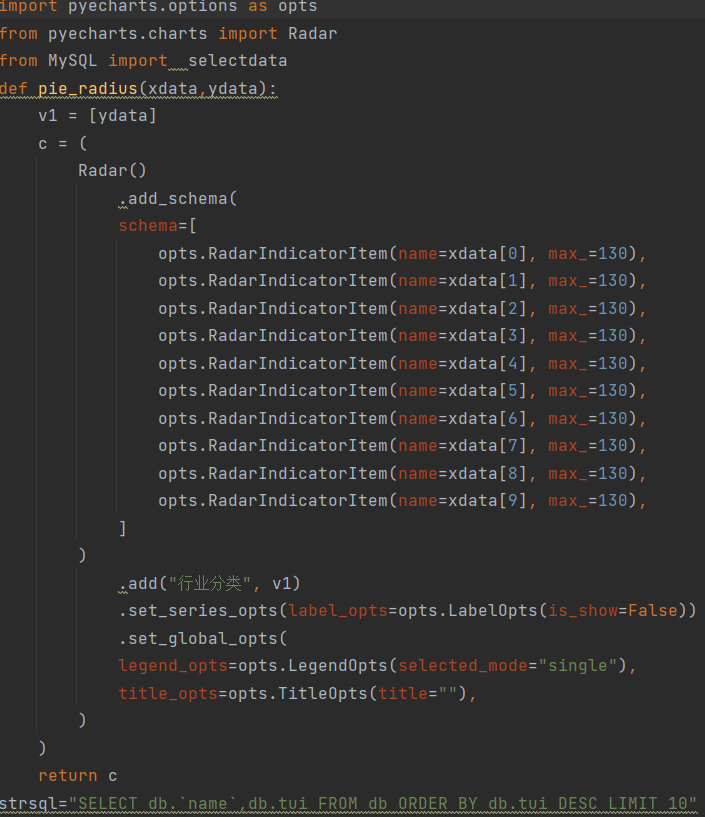 import pyecharts.options as opts
from pyecharts.charts import Radar
from MySQL import  selectdata
def pie_radius(xdata,ydata):
    v1 = [ydata]
    c = (
        Radar()
            .add_schema(
            schema=[
                opts.RadarIndicatorItem(name=xdata[0], max_=130),
                opts.RadarIndicatorItem(name=xdata[1], max_=130),
                opts.RadarIndicatorItem(name=xdata[2], max_=130),
                opts.RadarIndicatorItem(name=xdata[3], max_=130),
                opts.RadarIndicatorItem(name=xdata[4], max_=130),
                opts.RadarIndicatorItem(name=xdata[5], max_=130),
                opts.RadarIndicatorItem(name=xdata[6], max_=130),
                opts.RadarIndicatorItem(name=xdata[7], max_=130),
                opts.RadarIndicatorItem(name=xdata[8], max_=130),
                opts.RadarIndicatorItem(name=xdata[9], max_=130),
            ]
        )
            .add("行业分类", v1)
            .set_series_opts(label_opts=opts.LabelOpts(is_show=False))
            .set_global_opts(
            legend_opts=opts.LegendOpts(selected_mode="single"),
            title_opts=opts.TitleOpts(title=""),
        )
    )
    return c
strsql="SELECT db.`name`,db.tui FROM db ORDER BY db.tui DESC LIMIT 10"